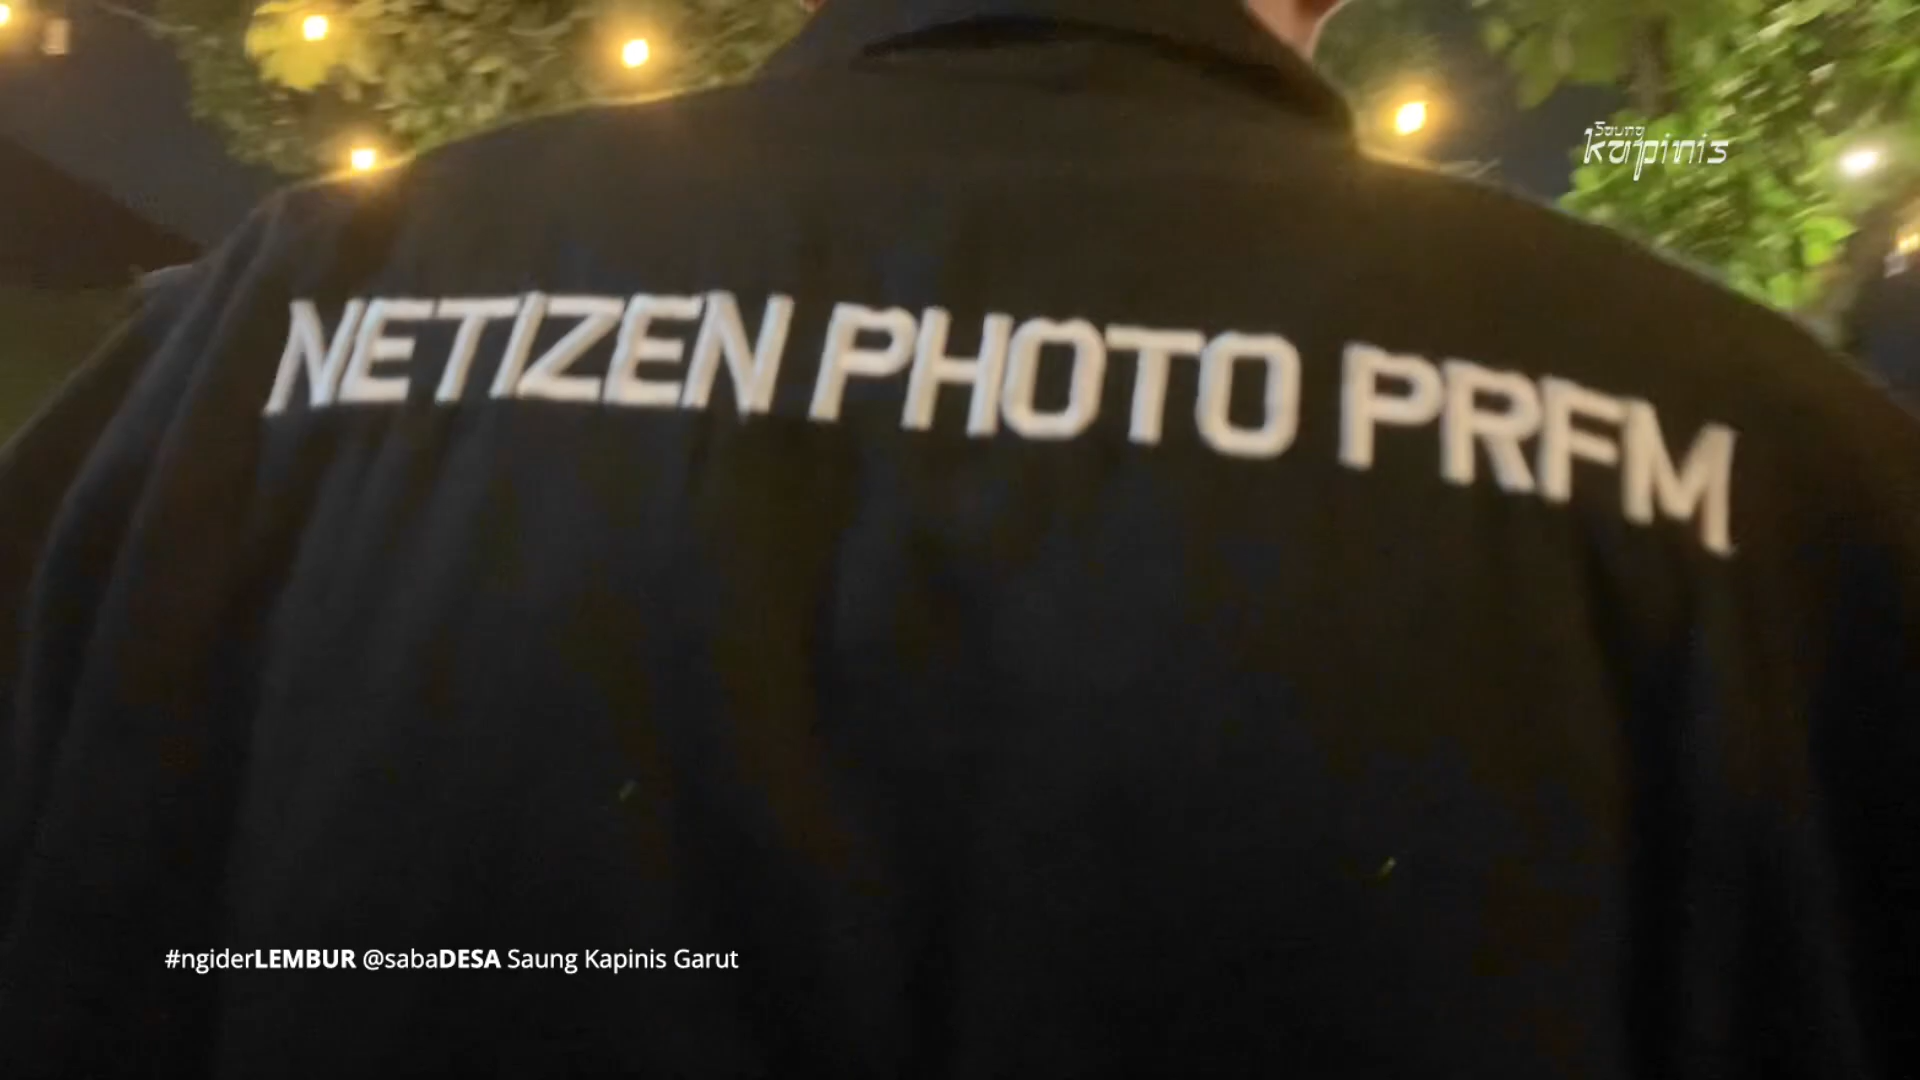 Saung
kapinis
NETIZEN PHOTO PRFM
#ngiderLEMBUR @sabaDESA Saung Kapinis Garut